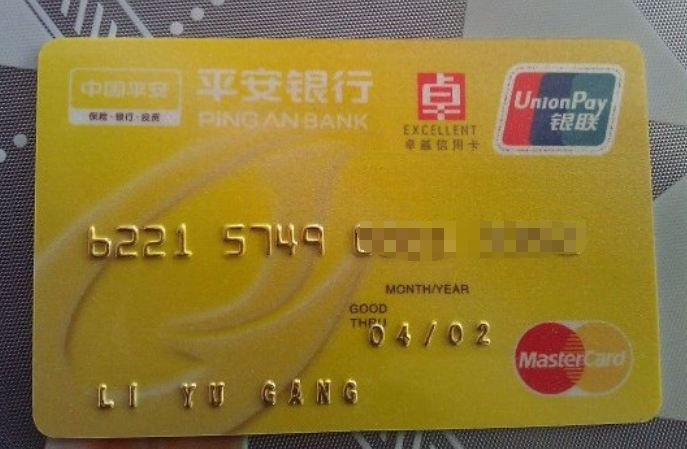 中国平安
保险·银行·投资
平安银行
PING AN BANK
卓
EXCELLENT
卓越信用卡
UnionPay
银联
6221 5749
MONTH/YEAR
GOOD
THRU
04/02
MasterCard
LI YU GANG